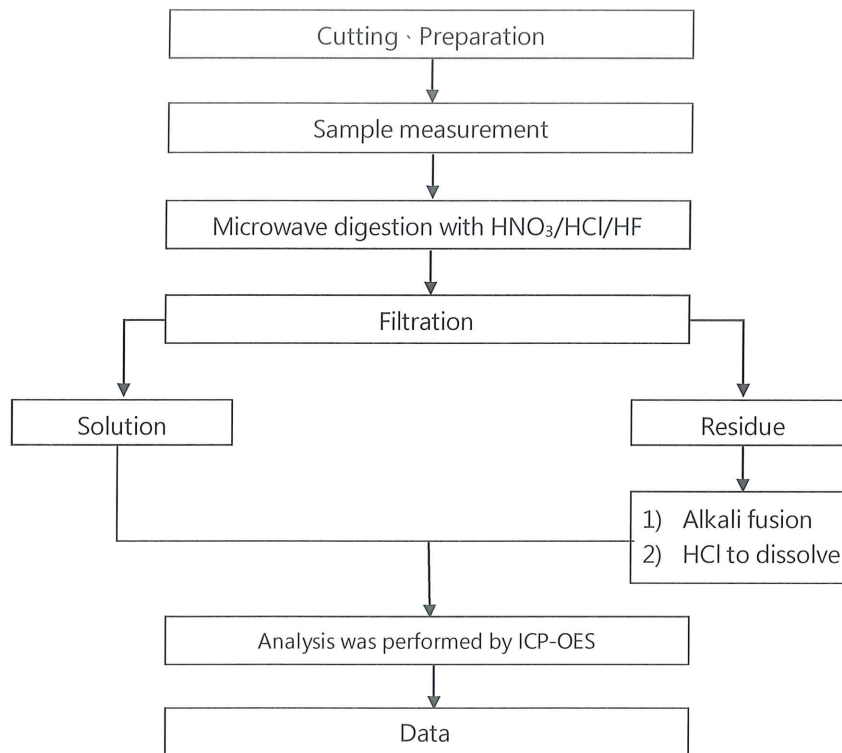 Cutting、Preparation
Sample measurement
Microwave digestion with HNO₃/HCl/HF
Filtration
Solution
Residue
1) Alkali fusion
2) HCl to dissolve
Analysis was performed by ICP-OES
Data